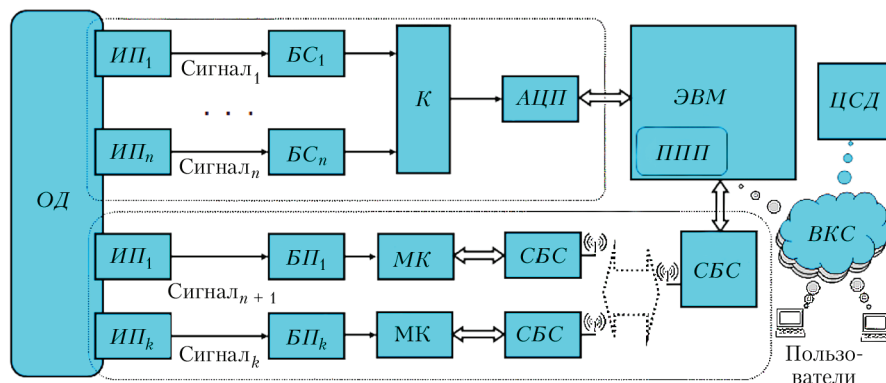 ОД
ИП₁
Сигнал₁
БС₁
. . .
ИПₙ
Сигналₙ
БСₙ
К
АЦП
ЭВМ
ППП
ЦСД
ВКС
ИП₁
Сигналₙ ₊ ₁
БП₁
МК
СБС
СБС
ИПₖ
Сигналₖ
БПₖ
МК
СБС
Пользо-
ватели